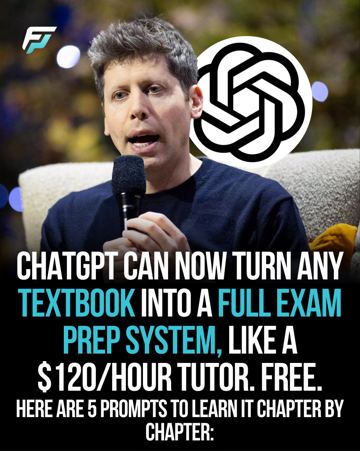 CHATGPT CAN NOW TURN ANY
TEXTBOOK INTO A FULL EXAM
PREP SYSTEM, LIKE A
$120/HOUR TUTOR. FREE.
HERE ARE 5 PROMPTS TO LEARN IT CHAPTER BY
CHAPTER: